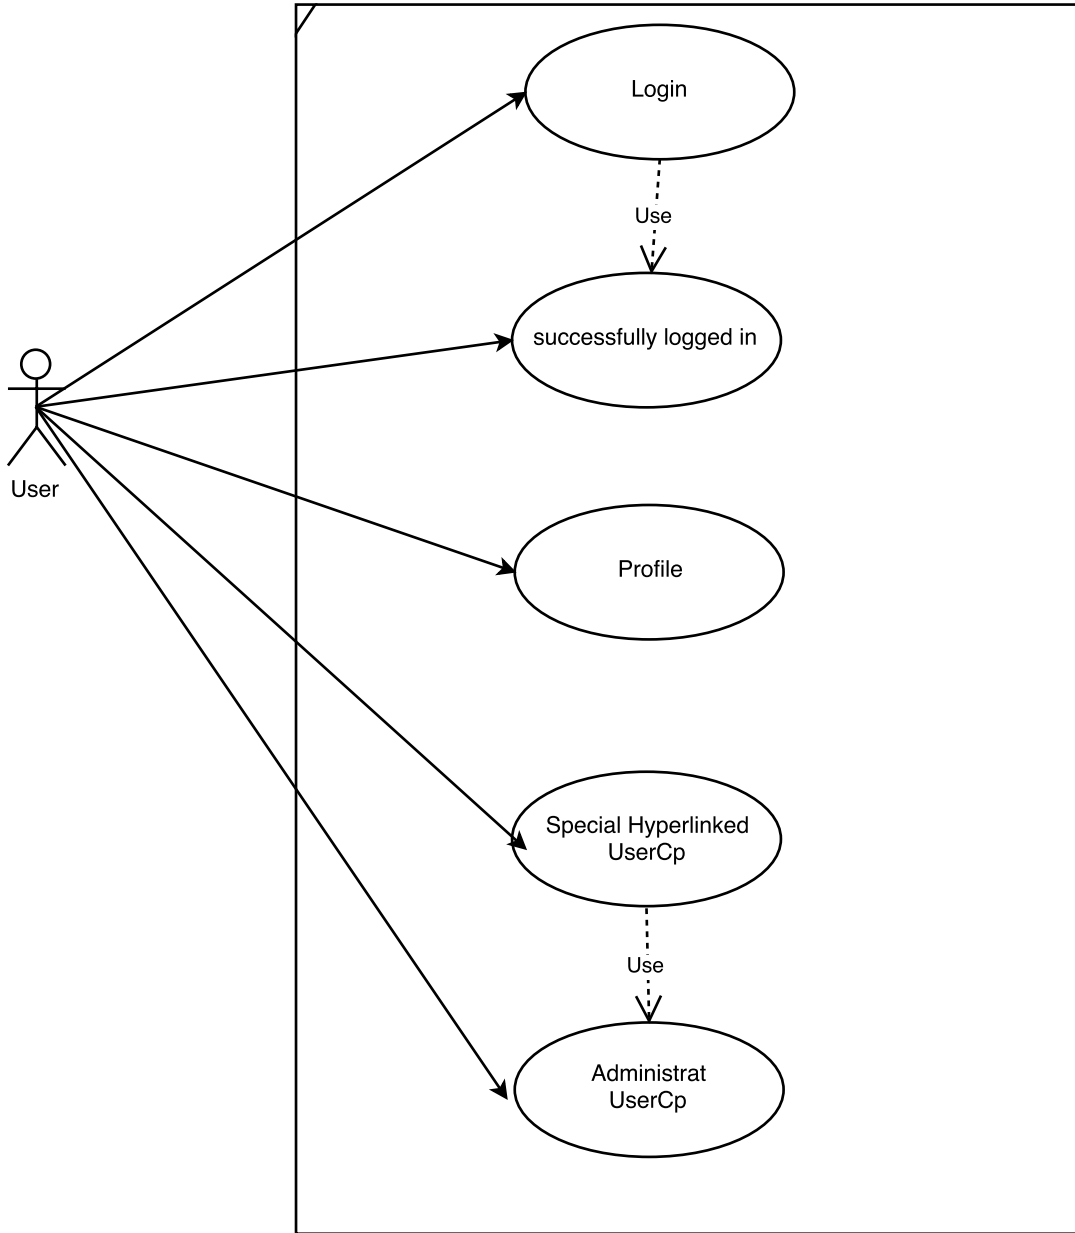 Login
Use
successfully logged in
User
Profile
Special Hyperlinked
UserCp
Use
Administrat
UserCp